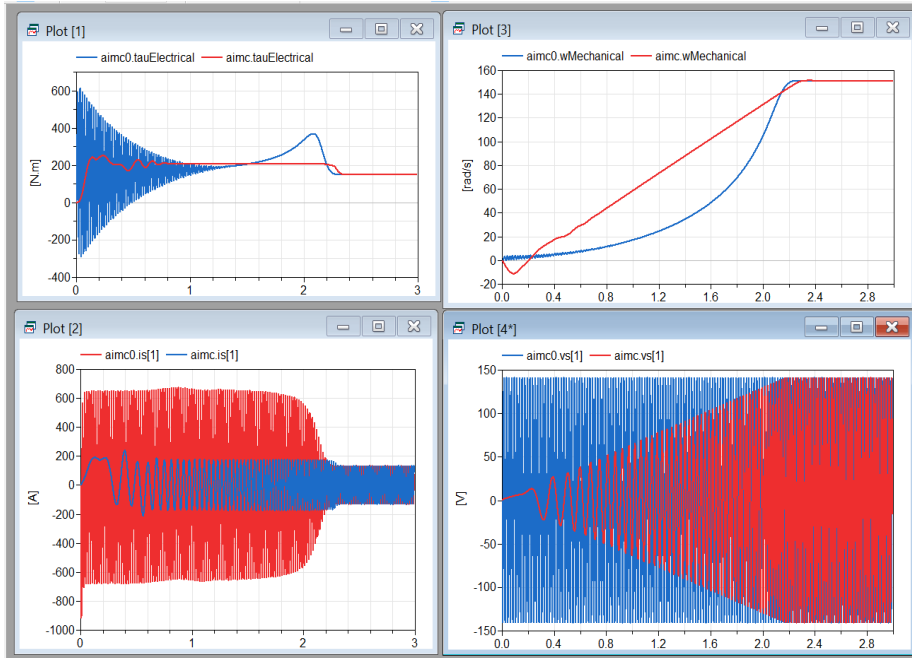 Plot [1]
aimc0.tauElectrical aimc.tauElectrical
600
400
200
0
-200
-400
[N.m]
0 1 2 3
Plot [3]
aimc0.wMechanical aimc.wMechanical
160
140
120
100
80
60
40
20
0
-20
[rad/s]
0.0 0.4 0.8 1.2 1.6 2.0 2.4 2.8
Plot [2]
aimc0.is[1] aimc.is[1]
800
600
400
200
0
-200
-400
-600
-800
-1000
[A]
0 1 2 3
Plot [4*]
aimc0.vs[1] aimc.vs[1]
150
100
50
0
-50
-100
-150
[V]
0.0 0.4 0.8 1.2 1.6 2.0 2.4 2.8